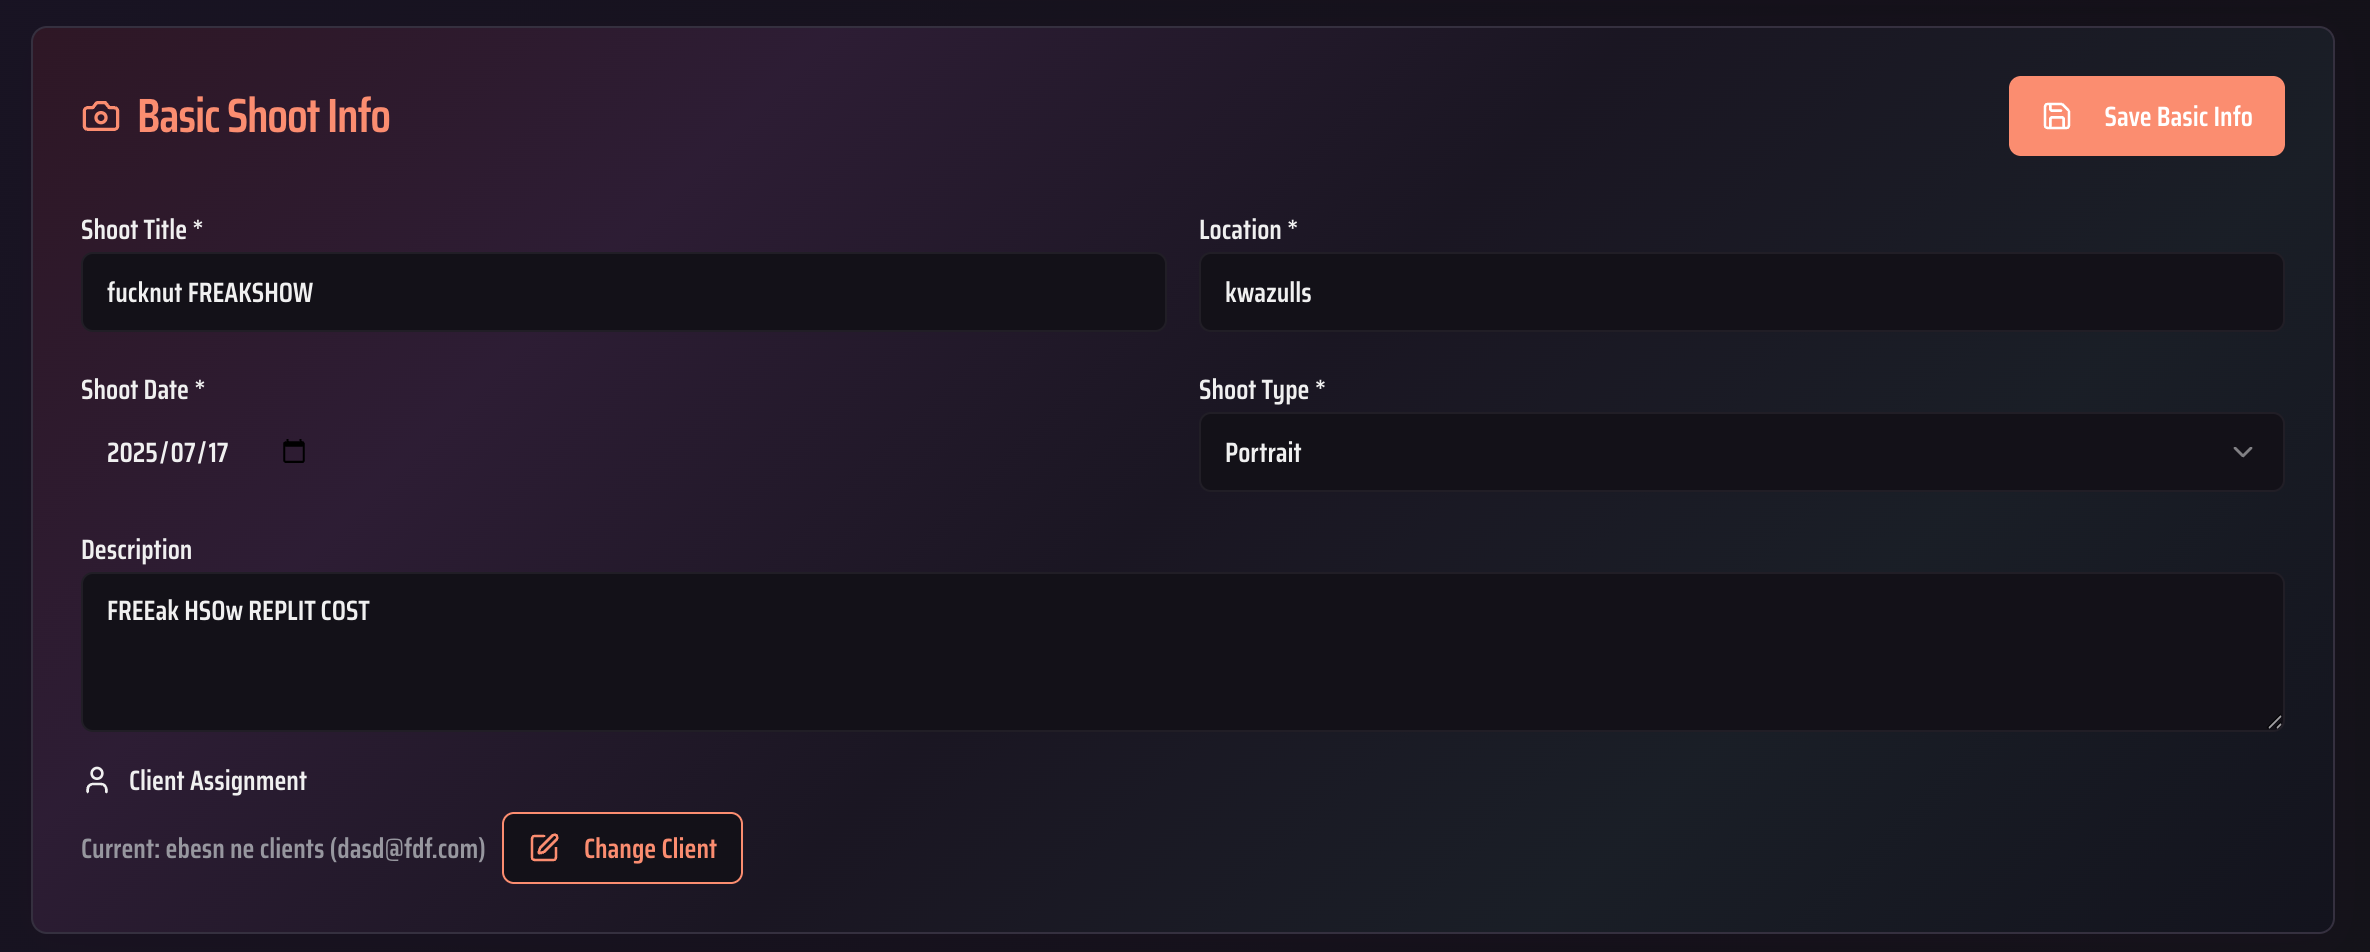 Basic Shoot Info
Save Basic Info
Shoot Title *
Location *
fucknut FREAKSHOW
kwazulls
Shoot Date *
Shoot Type *
2025/07/17
Portrait
Description
FREEak HSOw REPLIT COST
Client Assignment
Current: ebesn ne clients (dasd@fdf.com)
Change Client